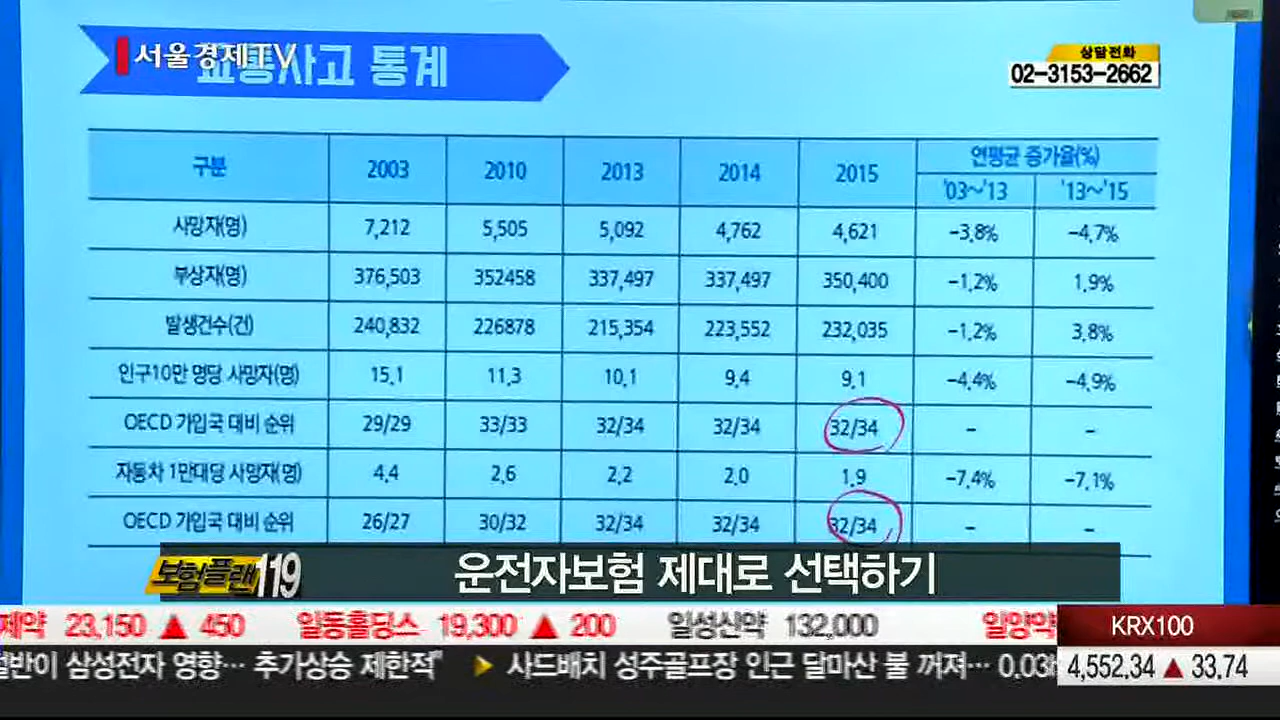 서울경제TV
교통사고 통계
상담전화
02-3153-2662
구분 2003 2010 2013 2014 2015 연평균 증가율(%)
'03~'13 '13~'15
사망자(명) 7,212 5,505 5,092 4,762 4,621 -3.8% -4.7%
부상자(명) 376,503 352458 337,497 337,497 350,400 -1.2% 1.9%
발생건수(건) 240,832 226878 215,354 223,552 232,035 -1.2% 3.8%
인구10만 명당 사망자(명) 15.1 11.3 10.1 9.4 9.1 -4.4% -4.9%
OECD 가입국 대비 순위 29/29 33/33 32/34 32/34 32/34 - -
자동차 1만대당 사망자(명) 4.4 2.6 2.2 2.0 1.9 -7.4% -7.1%
OECD 가입국 대비 순위 26/27 30/32 32/34 32/34 32/34 - -
보험플랜119 운전자보험 제대로 선택하기
제약 23,150 ▲ 450 일동홀딩스 19,300 ▲ 200 일성신약 132,000 일양약 KRX100
절반이 삼성전자 영향… 추가상승 제한적" ▶ 사드배치 성주골프장 인근 달마산 불 꺼져… 0.03h 4,552.34 ▲ 33.74